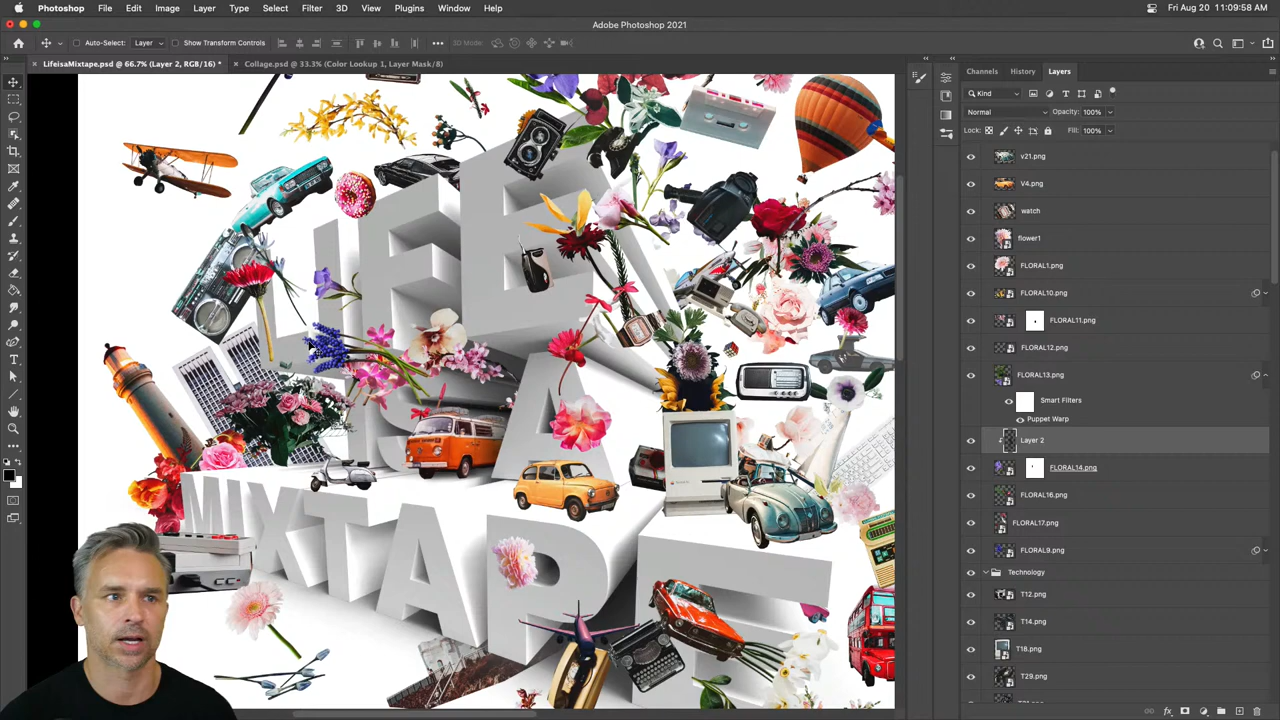 Photoshop File Edit Image Layer Type Select Filter 3D View Plugins Window Help Fri Aug 20 11:09:58 AM
Adobe Photoshop 2021
Auto-Select: Layer Show Transform Controls 3D Mode:
LifeisaMixtape.psd @ 66.7% (Layer 2, RGB/16) *
Collage.psd @ 33.3% (Color Lookup 1, Layer Mask/8)
Channels History Layers
Kind
Normal Opacity: 100%
Lock: Fill: 100%
v21.png
V4.png
watch
flower1
FLORAL1.png
FLORAL10.png
FLORAL11.png
FLORAL12.png
FLORAL13.png
Smart Filters
Puppet Warp
Layer 2
FLORAL14.png
FLORAL16.png
FLORAL17.png
FLORAL9.png
Technology
T12.png
T14.png
T18.png
T29.png
LIFE
IS A
MIXTAPE